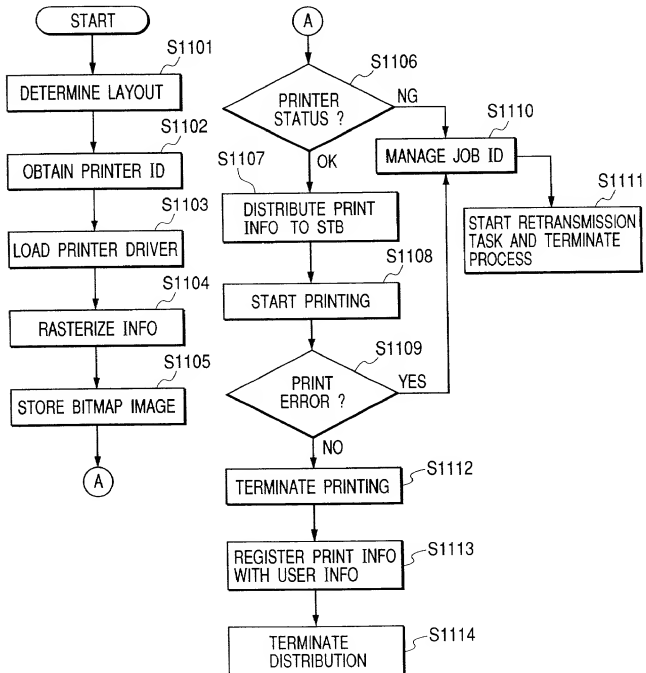 START
S1101
DETERMINE LAYOUT
S1102
OBTAIN PRINTER ID
S1103
LOAD PRINTER DRIVER
S1104
RASTERIZE INFO
S1105
STORE BITMAP IMAGE
A
A
S1106
PRINTER
STATUS ?
NG
OK
S1107
DISTRIBUTE PRINT
INFO TO STB
S1108
START PRINTING
S1109
PRINT
ERROR ?
YES
NO
S1110
MANAGE JOB ID
S1111
START RETRANSMISSION
TASK AND TERMINATE
PROCESS
S1112
TERMINATE PRINTING
S1113
REGISTER PRINT INFO
WITH USER INFO
S1114
TERMINATE
DISTRIBUTION